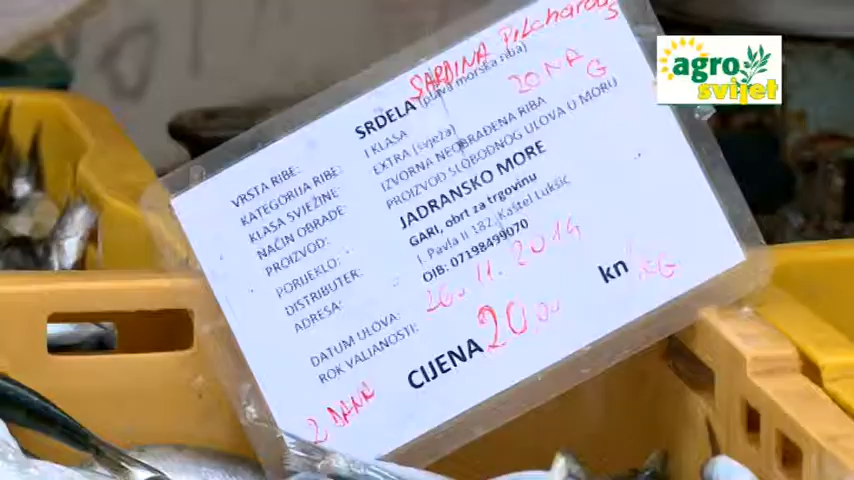 agro
svijet
SARDINA PiLchardus
VRSTA RIBE: SRDELA (plava morska riba)
KATEGORIJA RIBE: I KLASA 20 NA G
KLASA SVJEŽINE: EXTRA (svježa)
NAČIN OBRADE: IZVORNA NEOBRAĐENA RIBA
PROIZVOD: PROIZVOD SLOBODNOG ULOVA U MORU
PORIJEKLO: JADRANSKO MORE
DISTRIBUTER: GARI, obrt za trgovinu
ADRESA: I. Pavla II 182, Kaštel Lukšić
OIB: 07198499070
DATUM ULOVA: 26. 11. 2014
ROK VALJANOSTI:
2 DANA
CIJENA 20,00 kn/KG